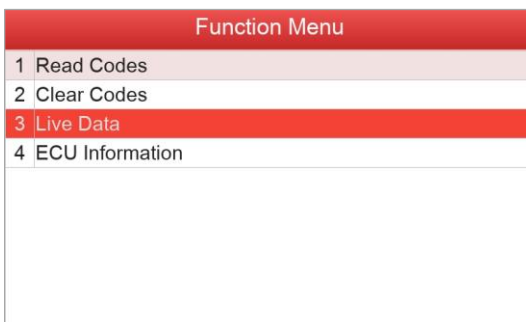 Function Menu
1 Read Codes
2 Clear Codes
3 Live Data
4 ECU Information